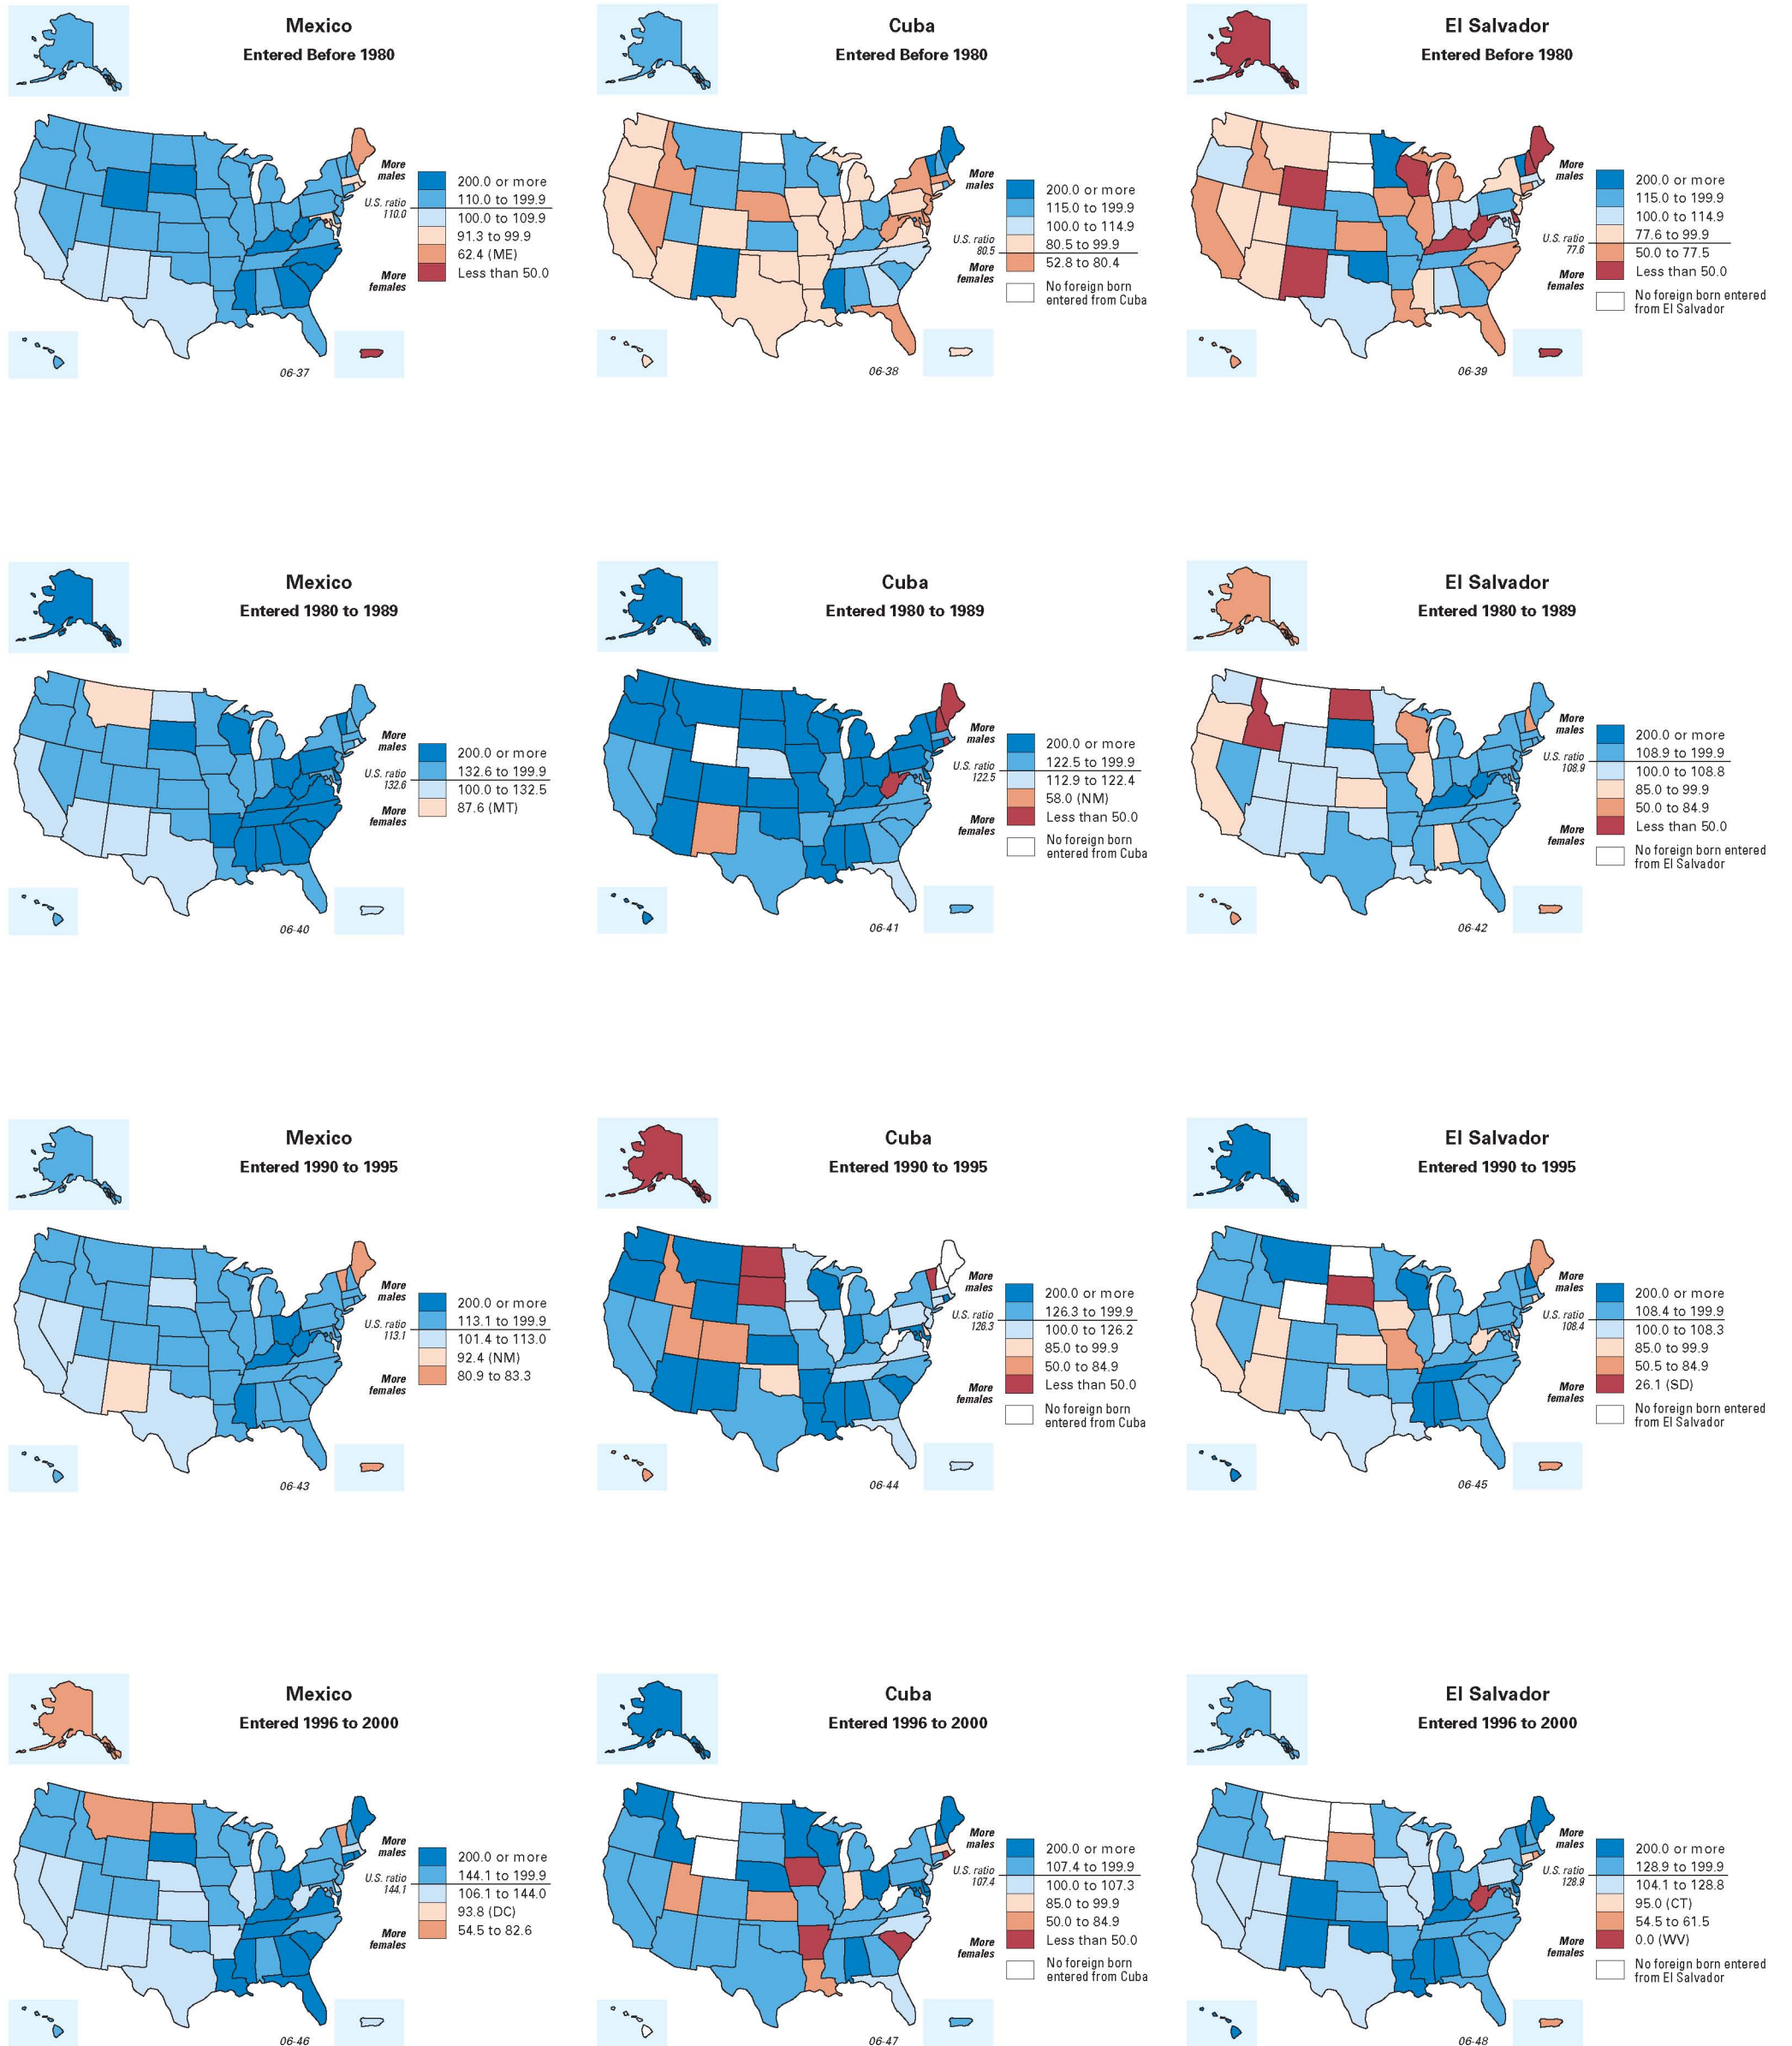 Mexico
Entered Before 1980
More
males
U.S. ratio
110.0
More
females
200.0 or more
110.0 to 199.9
100.0 to 109.9
91.3 to 99.9
62.4 (ME)
Less than 50.0
06-37
Cuba
Entered Before 1980
More
males
U.S. ratio
80.5
More
females
200.0 or more
115.0 to 199.9
100.0 to 114.9
80.5 to 99.9
52.8 to 80.4
No foreign born
entered from Cuba
06-38
El Salvador
Entered Before 1980
More
males
U.S. ratio
77.6
More
females
200.0 or more
115.0 to 199.9
100.0 to 114.9
77.6 to 99.9
50.0 to 77.5
Less than 50.0
No foreign born entered
from El Salvador
06-39
Mexico
Entered 1980 to 1989
More
males
U.S. ratio
132.6
More
females
200.0 or more
132.6 to 199.9
100.0 to 132.5
87.6 (MT)
06-40
Cuba
Entered 1980 to 1989
More
males
U.S. ratio
122.5
More
females
200.0 or more
122.5 to 199.9
112.9 to 122.4
58.0 (NM)
Less than 50.0
No foreign born
entered from Cuba
06-41
El Salvador
Entered 1980 to 1989
More
males
U.S. ratio
108.9
More
females
200.0 or more
108.9 to 199.9
100.0 to 108.8
85.0 to 99.9
50.0 to 84.9
Less than 50.0
No foreign born entered
from El Salvador
06-42
Mexico
Entered 1990 to 1995
More
males
U.S. ratio
113.1
More
females
200.0 or more
113.1 to 199.9
101.4 to 113.0
92.4 (NM)
80.9 to 83.3
06-43
Cuba
Entered 1990 to 1995
More
males
U.S. ratio
126.3
More
females
200.0 or more
126.3 to 199.9
100.0 to 126.2
85.0 to 99.9
50.0 to 84.9
Less than 50.0
No foreign born
entered from Cuba
06-44
El Salvador
Entered 1990 to 1995
More
males
U.S. ratio
108.4
More
females
200.0 or more
108.4 to 199.9
100.0 to 108.3
85.0 to 99.9
50.5 to 84.9
26.1 (SD)
No foreign born entered
from El Salvador
06-45
Mexico
Entered 1996 to 2000
More
males
U.S. ratio
144.1
More
females
200.0 or more
144.1 to 199.9
106.1 to 144.0
93.8 (DC)
54.5 to 82.6
06-46
Cuba
Entered 1996 to 2000
More
males
U.S. ratio
107.4
More
females
200.0 or more
107.4 to 199.9
100.0 to 107.3
85.0 to 99.9
50.0 to 84.9
Less than 50.0
No foreign born
entered from Cuba
06-47
El Salvador
Entered 1996 to 2000
More
males
U.S. ratio
128.9
More
females
200.0 or more
128.9 to 199.9
104.1 to 128.8
95.0 (CT)
54.5 to 61.5
0.0 (WV)
No foreign born entered
from El Salvador
06-48